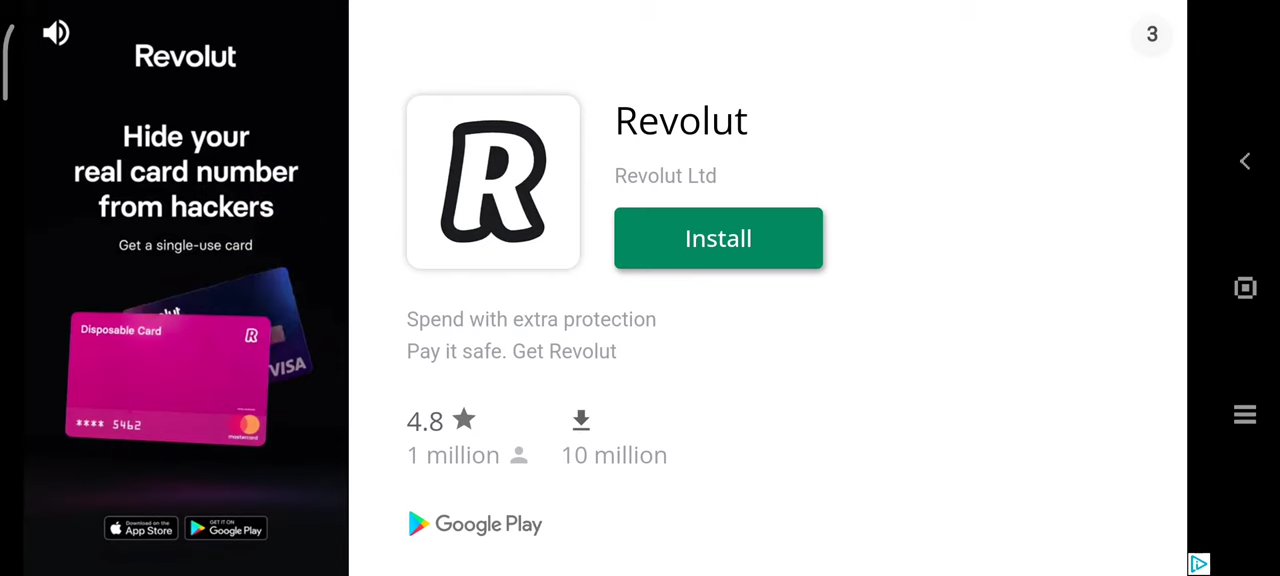 Revolut
Hide your
real card number
from hackers
Get a single-use card
Disposable Card
R
VISA
**** 5462
mastercard
Download on the
App Store
GET IT ON
Google Play
3
R
Revolut
Revolut Ltd
Install
Spend with extra protection
Pay it safe. Get Revolut
4.8
1 million
10 million
Google Play